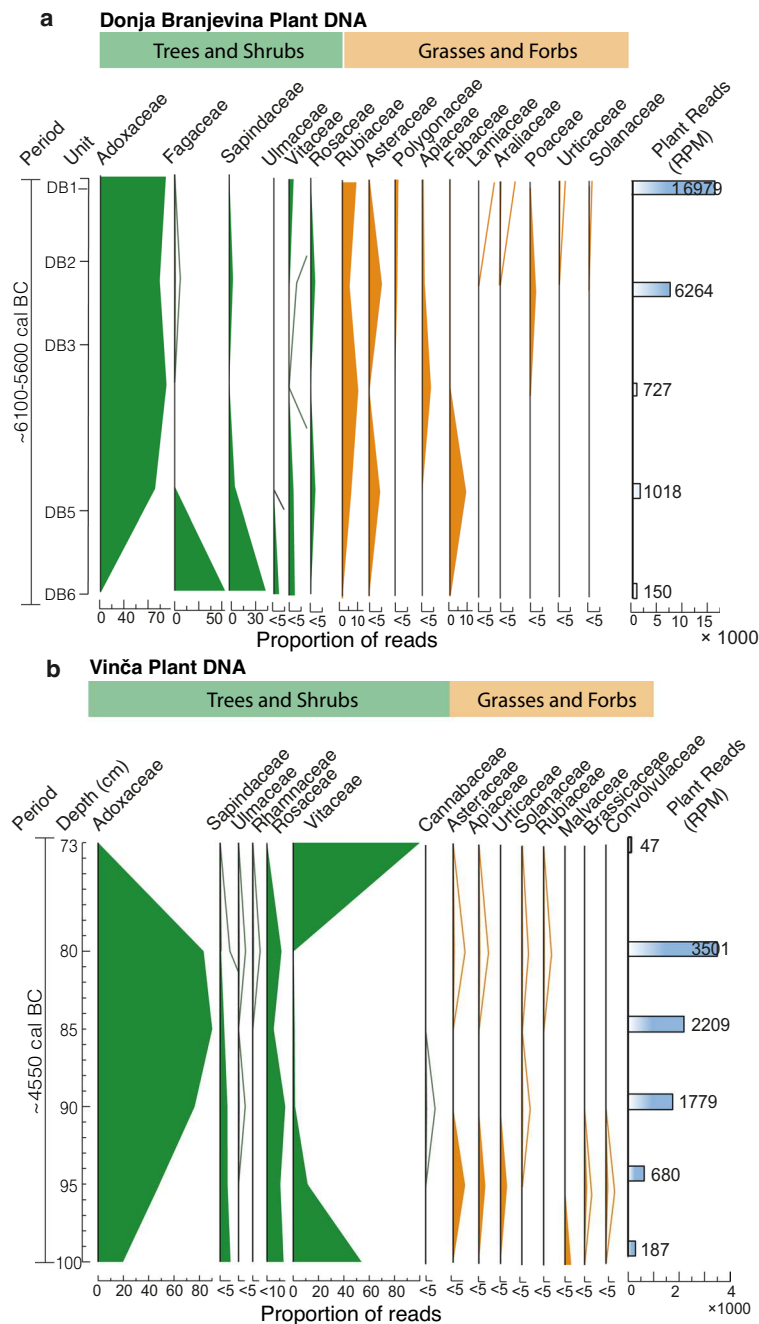 a
Donja Branjevina Plant DNA
Trees and Shrubs
Grasses and Forbs
Period
Unit
Adoxaceae
Fagaceae
Sapindaceae
Ulmaceae
Vitaceae
Rosaceae
Rubiaceae
Asteraceae
Polygonaceae
Apiaceae
Fabaceae
Lamiaceae
Araliaceae
Poaceae
Urticaceae
Solanaceae
Plant Reads
(RPM)
~6100-5600 cal BC
DB1
DB2
DB3
DB5
DB6
16979
6264
727
1018
150
0 40 70
0 50
0 30
<5
<5
<5
0 10
<5
<5
<5
0 10
<5
<5
<5
<5
<5
0 5 10 15
Proportion of reads
× 1000
b
Vinča Plant DNA
Trees and Shrubs
Grasses and Forbs
Period
Depth (cm)
Adoxaceae
Sapindaceae
Ulmaceae
Rhamnaceae
Rosaceae
Vitaceae
Cannabaceae
Asteraceae
Apiaceae
Urticaceae
Solanaceae
Rubiaceae
Malvaceae
Brassicaceae
Convolvulaceae
Plant Reads
(RPM)
~4550 cal BC
73
80
85
90
95
100
47
3501
2209
1779
680
187
0 20 40 60 80
<5
<5
<5
<10
0 20 40 60 80
<5
<5
<5
<5
<5
<5
<5
<5
<5
0 2 4
Proportion of reads
×1000